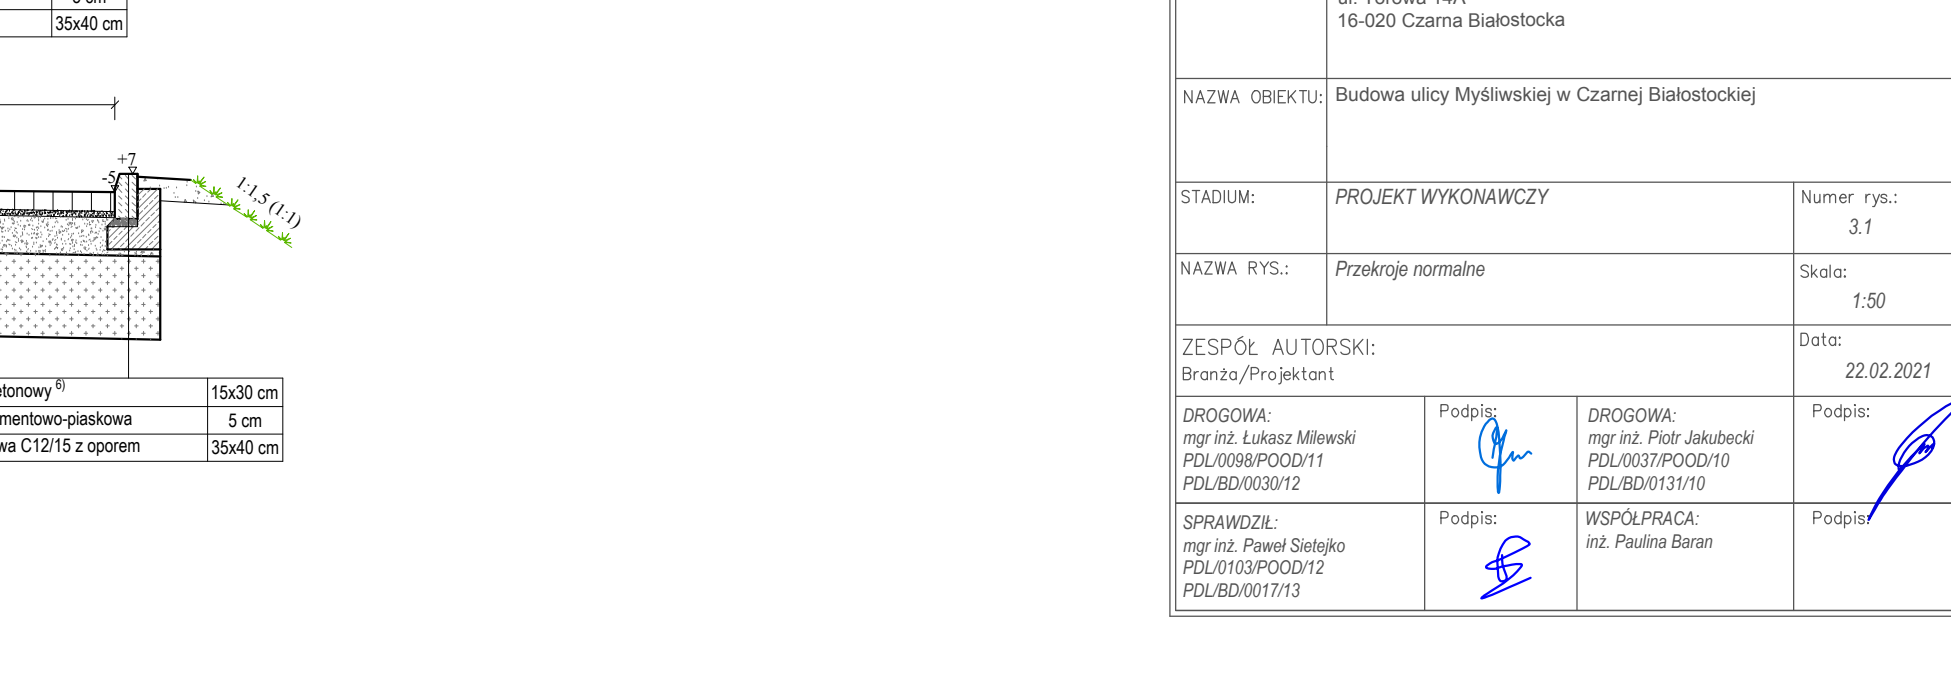 35x40 cm
+7
-5
1:1,5 (1:1)
etonowy 6) 15x30 cm
mentowo-piaskowa 5 cm
wa C12/15 z oporem 35x40 cm
16-020 Czarna Białostocka
NAZWA OBIEKTU: Budowa ulicy Myśliwskiej w Czarnej Białostockiej
STADIUM: PROJEKT WYKONAWCZY
Numer rys.:
3.1
NAZWA RYS.: Przekroje normalne
Skala:
1:50
ZESPÓŁ AUTORSKI:
Branża/Projektant
Data:
22.02.2021
DROGOWA:
mgr inż. Łukasz Milewski
PDL/0098/POOD/11
PDL/BD/0030/12
Podpis:
DROGOWA:
mgr inż. Piotr Jakubecki
PDL/0037/POOD/10
PDL/BD/0131/10
Podpis:
SPRAWDZIŁ:
mgr inż. Paweł Sietejko
PDL/0103/POOD/12
PDL/BD/0017/13
Podpis:
WSPÓŁPRACA:
inż. Paulina Baran
Podpis: